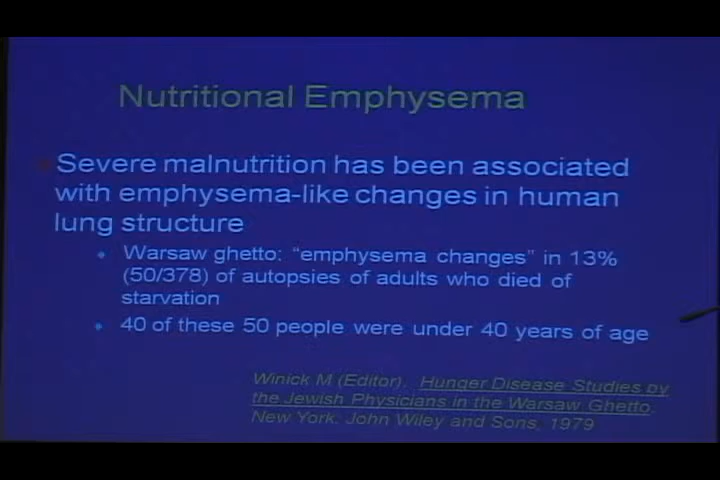 Nutritional Emphysema
Severe malnutrition has been associated
with emphysema-like changes in human
lung structure
Warsaw ghetto: "emphysema changes" in 13%
(50/378) of autopsies of adults who died of
starvation
40 of these 50 people were under 40 years of age
Winick M (Editor). Hunger Disease Studies by
the Jewish Physicians in the Warsaw Ghetto.
New York: John Wiley and Sons, 1979